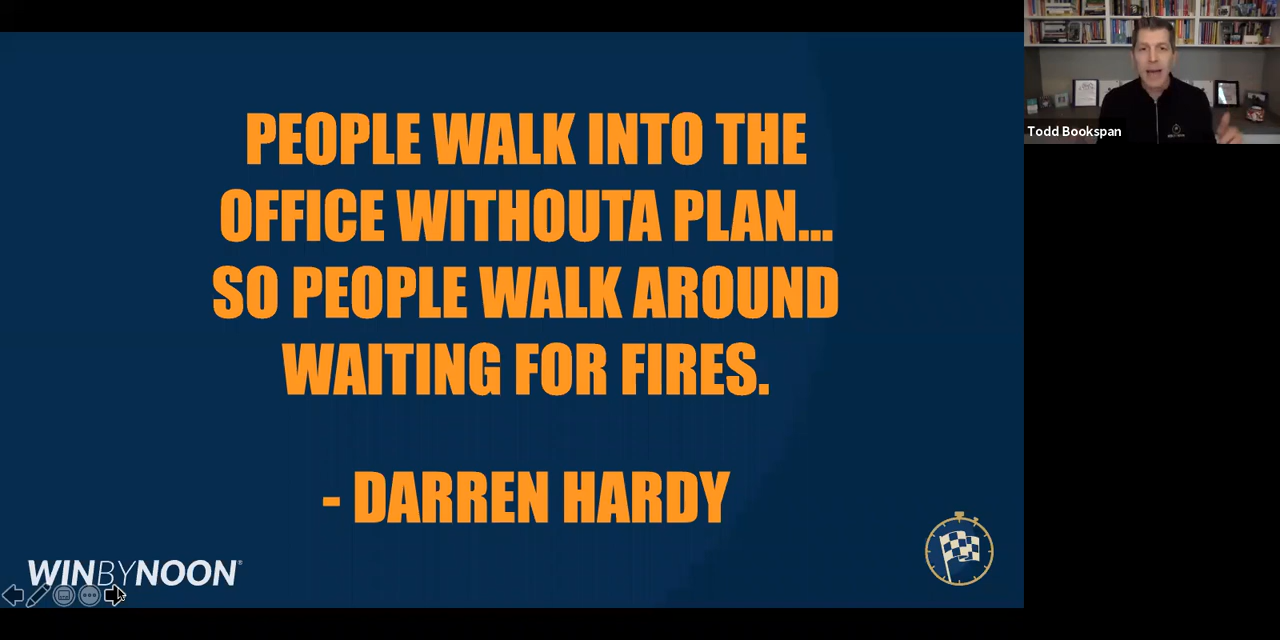 PEOPLE WALK INTO THE
OFFICE WITHOUTA PLAN...
SO PEOPLE WALK AROUND
WAITING FOR FIRES.
- DARREN HARDY
WINBYNOON®
Todd Bookspan